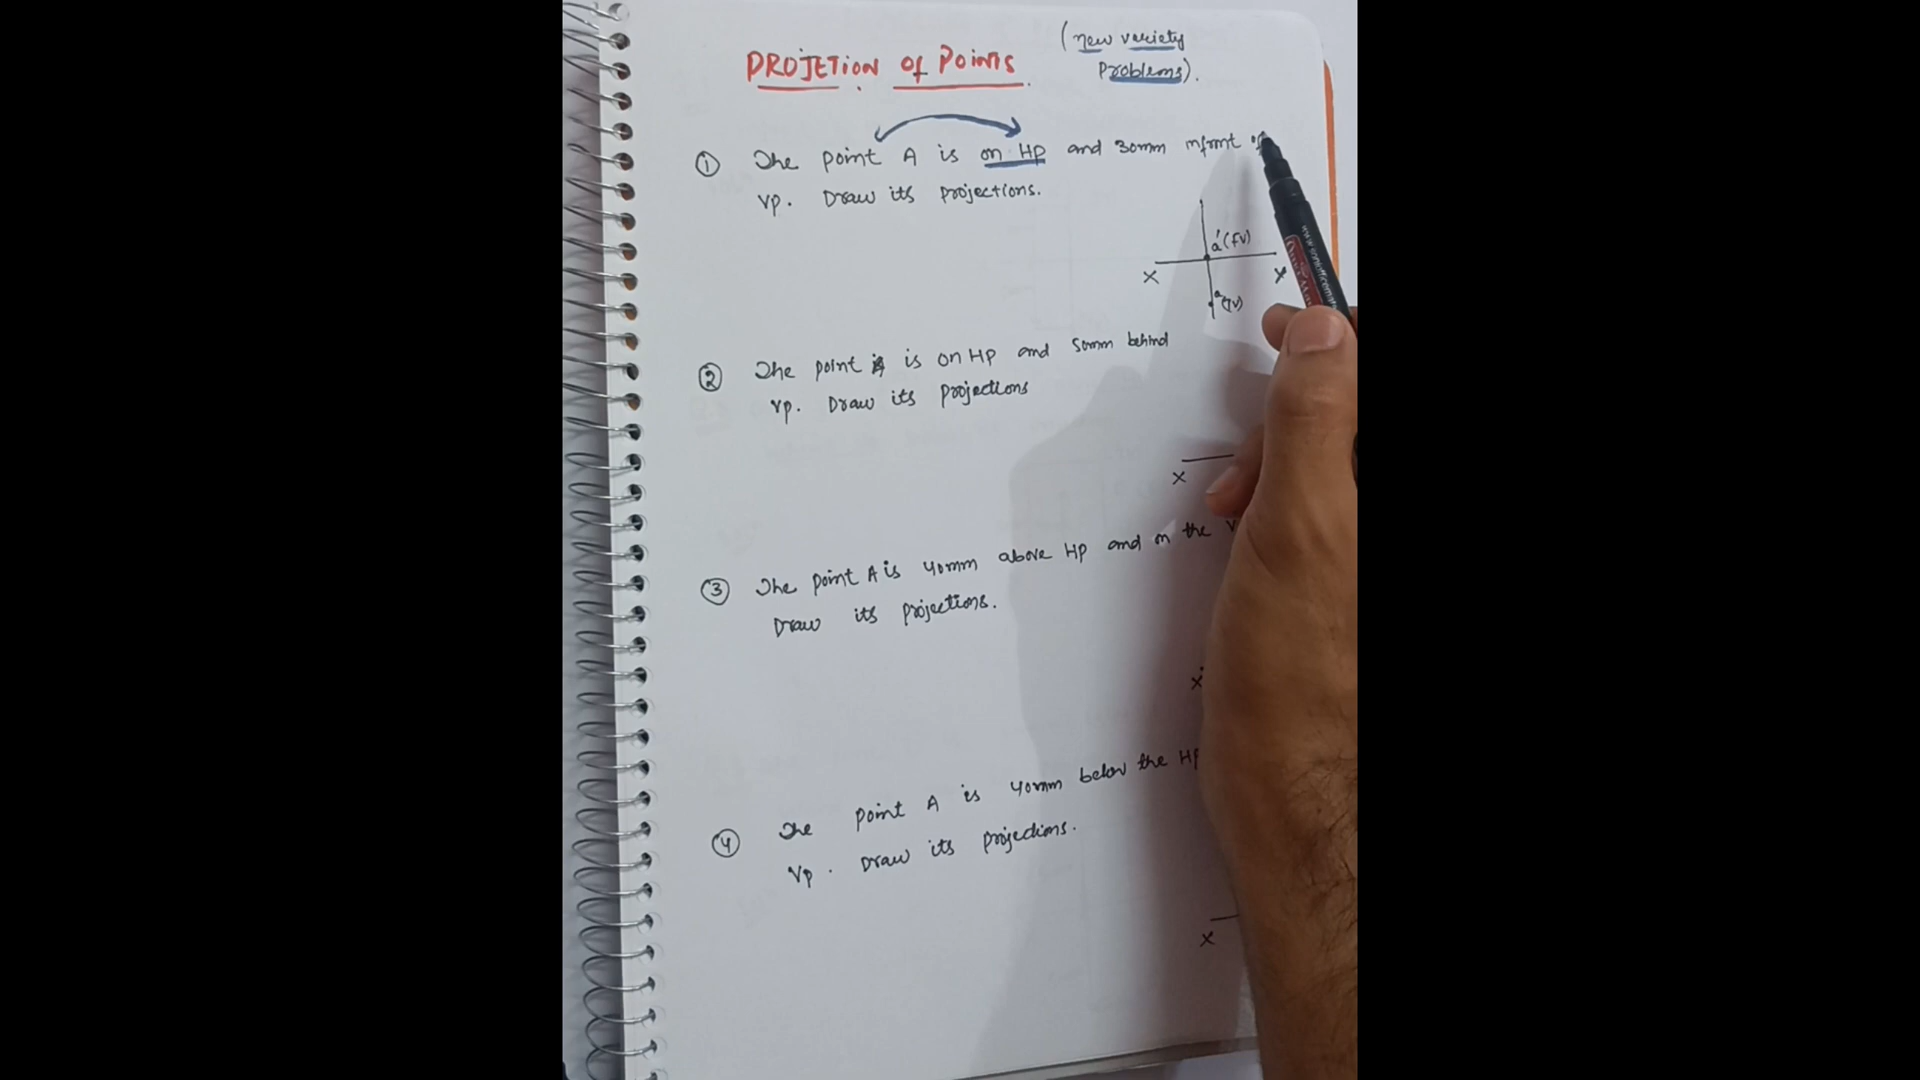 PROJETION of POINTS
(new variety
problems).
① The point A is on Hp and 30mm infrnt of
Vp. Draw its projections.
a'(FV)
X
Y
a(TV)
② The point A is on Hp and 50mm behind
Vp. Draw its projections
X
③ The point A is 40mm above Hp and on the V
Draw its projections.
X
④ The point A is 40mm below the Hp
Vp. Draw its projections.
X